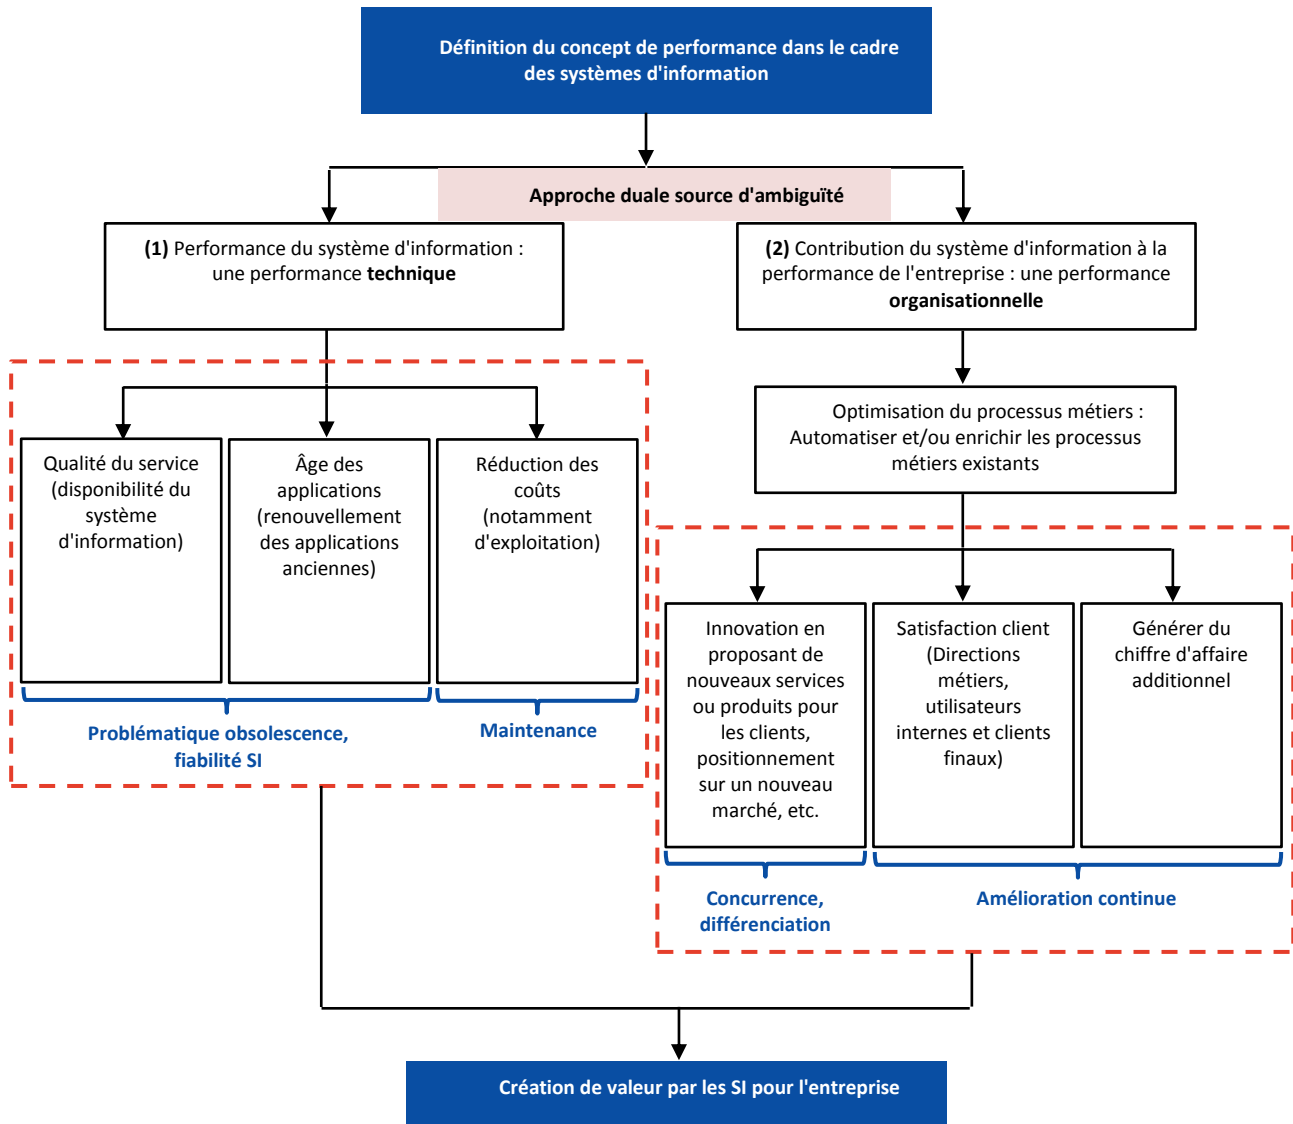 Définition du concept de performance dans le cadre
des systèmes d'information
Approche duale source d'ambiguïté
(1) Performance du système d'information :
une performance technique
(2) Contribution du système d'information à la
performance de l'entreprise : une performance
organisationnelle
Optimisation du processus métiers :
Automatiser et/ou enrichir les processus
métiers existants
Qualité du service
(disponibilité du
système
d'information)
Âge des
applications
(renouvellement
des applications
anciennes)
Réduction des
coûts
(notamment
d'exploitation)
Problématique obsolescence,
fiabilité SI
Maintenance
Innovation en
proposant de
nouveaux services
ou produits pour
les clients,
positionnement
sur un nouveau
marché, etc.
Satisfaction client
(Directions
métiers,
utilisateurs
internes et clients
finaux)
Générer du
chiffre d'affaire
additionnel
Concurrence,
différenciation
Amélioration continue
Création de valeur par les SI pour l'entreprise